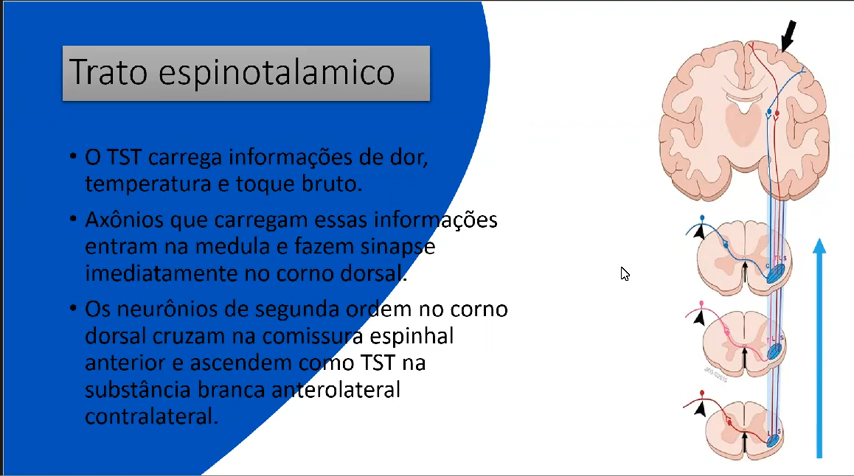 Trato espinotalamico
• O TST carrega informações de dor,
temperatura e toque bruto.
• Axônios que carregam essas informações
entram na medula e fazem sinapse
imediatamente no corno dorsal.
• Os neurônios de segunda ordem no corno
dorsal cruzam na comissura espinhal
anterior e ascendem como TST na
substância branca anterolateral
contralateral.
C T L S
T L S
L S